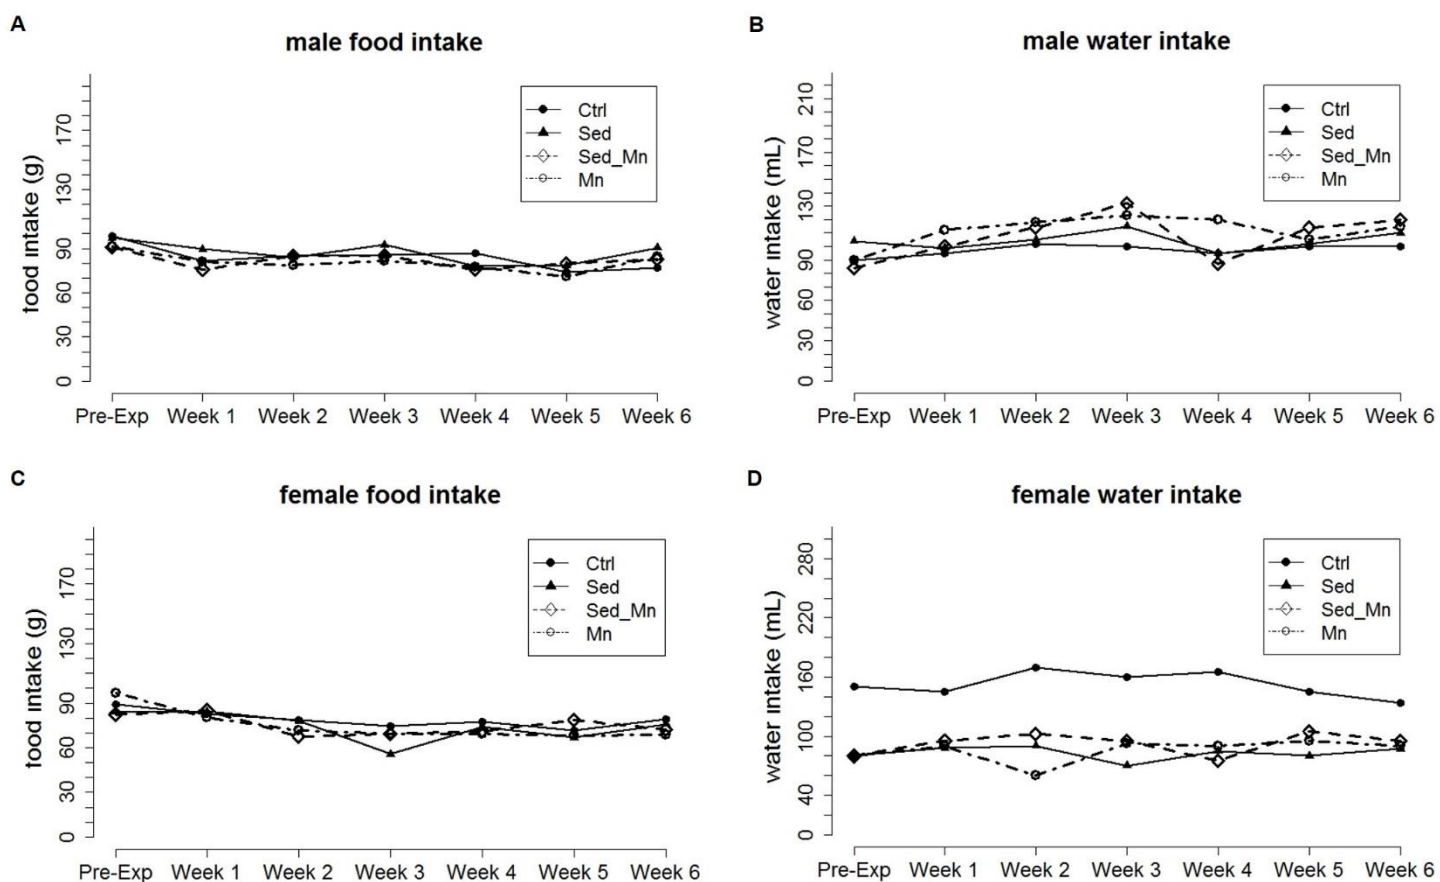 A
male food intake
food intake (g)
0 30 60 90 130 170
Ctrl
Sed
Sed_Mn
Mn
Pre-Exp Week 1 Week 2 Week 3 Week 4 Week 5 Week 6
B
male water intake
water intake (mL)
0 30 60 90 130 170 210
Ctrl
Sed
Sed_Mn
Mn
Pre-Exp Week 1 Week 2 Week 3 Week 4 Week 5 Week 6
C
female food intake
food intake (g)
0 30 60 90 130 170
Ctrl
Sed
Sed_Mn
Mn
Pre-Exp Week 1 Week 2 Week 3 Week 4 Week 5 Week 6
D
female water intake
water intake (mL)
0 40 100 160 220 280
Ctrl
Sed
Sed_Mn
Mn
Pre-Exp Week 1 Week 2 Week 3 Week 4 Week 5 Week 6